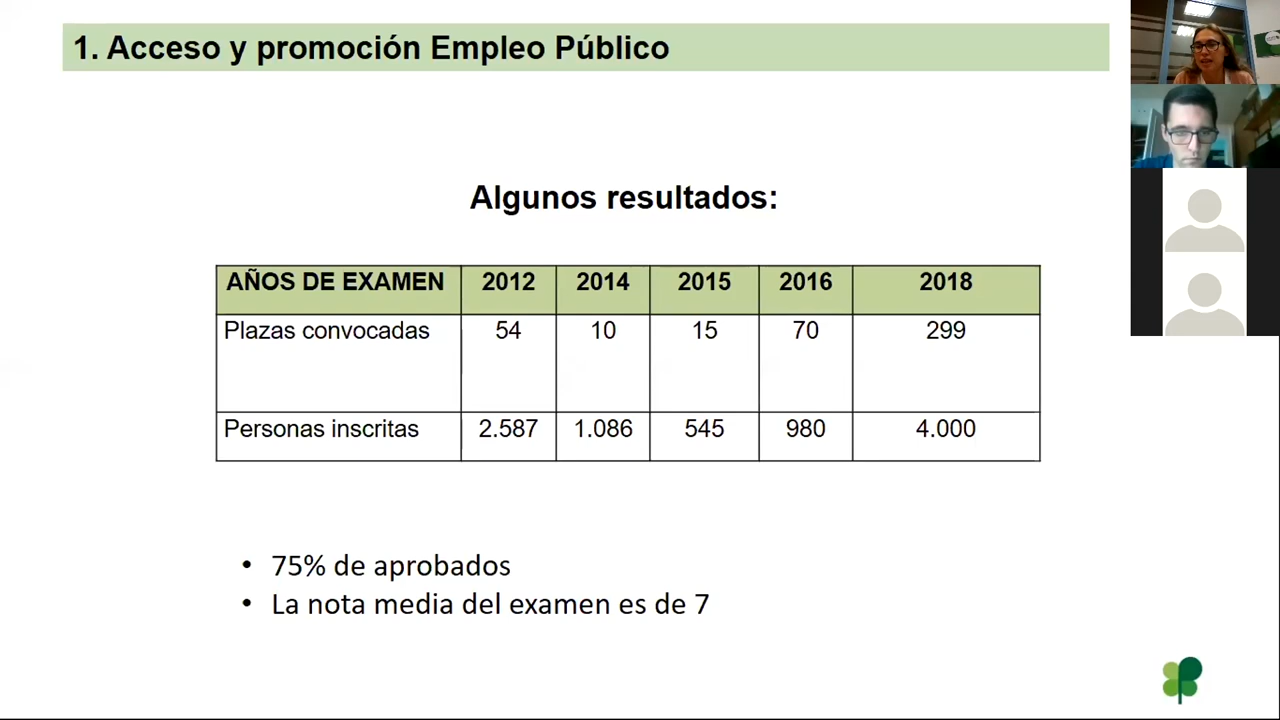 1. Acceso y promoción Empleo Público
Algunos resultados:
AÑOS DE EXAMEN 2012 2014 2015 2016 2018
Plazas convocadas 54 10 15 70 299
Personas inscritas 2.587 1.086 545 980 4.000
• 75% de aprobados
• La nota media del examen es de 7